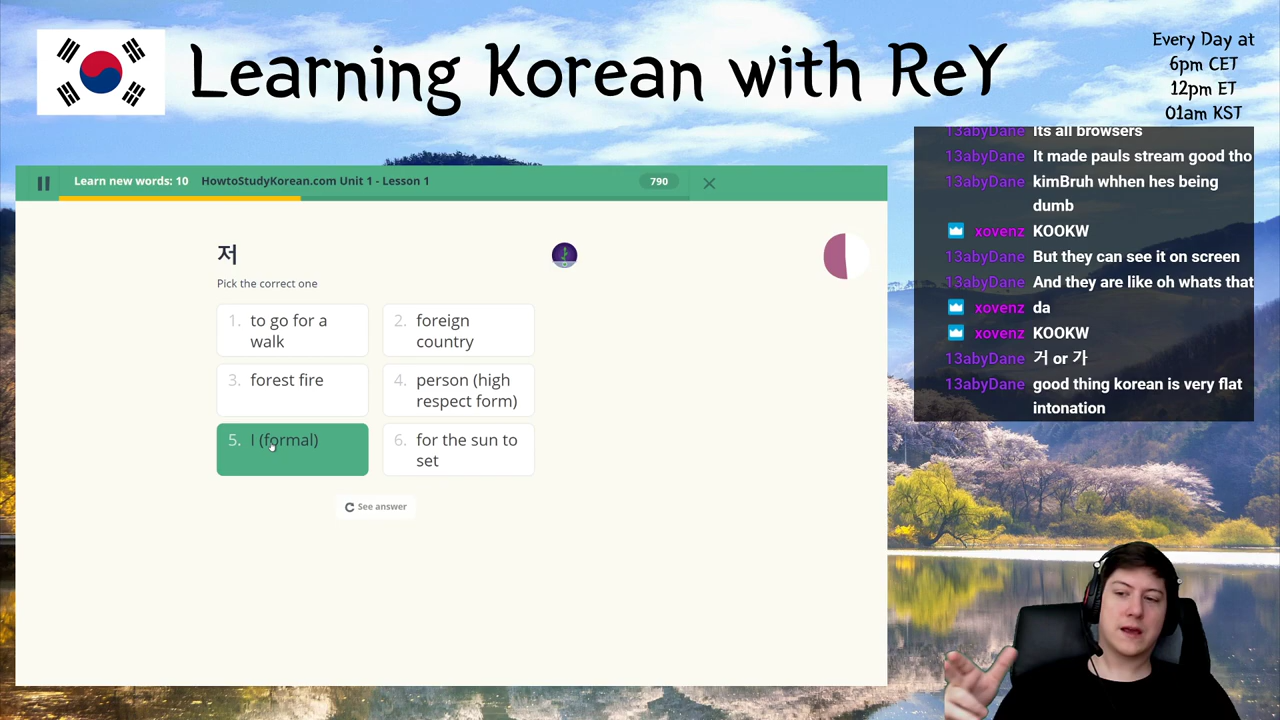 Learning Korean with ReY
Every Day at
6pm CET
12pm ET
01am KST
Learn new words: 10 HowtoStudyKorean.com Unit 1 - Lesson 1 790
저
Pick the correct one
1. to go for a
walk
2. foreign
country
3. forest fire
4. person (high
respect form)
5. I (formal)
6. for the sun to
set
See answer
13abyDane Its all browsers
13abyDane It made pauls stream good tho
13abyDane kimBruh whhen hes being
dumb
xovenz KOOKW
13abyDane But they can see it on screen
13abyDane And they are like oh whats that
xovenz da
xovenz KOOKW
13abyDane 거 or 가
13abyDane good thing korean is very flat
intonation